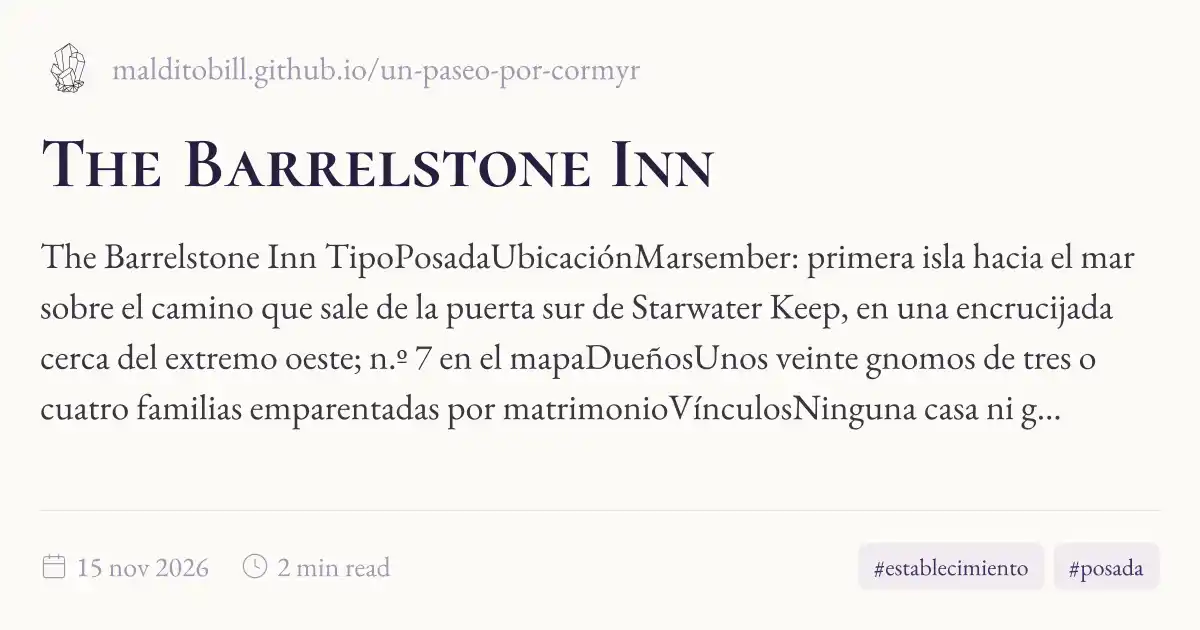 malditobill.github.io/un-paseo-por-cormyr
The Barrelstone Inn
The Barrelstone Inn TipoPosadaUbicaciónMarsember: primera isla hacia el mar
sobre el camino que sale de la puerta sur de Starwater Keep, en una encrucijada
cerca del extremo oeste; n.º 7 en el mapaDueñosUnos veinte gnomos de tres o
cuatro familias emparentadas por matrimonioVínculosNinguna casa ni g...
15 nov 2026 2 min read #establecimiento #posada